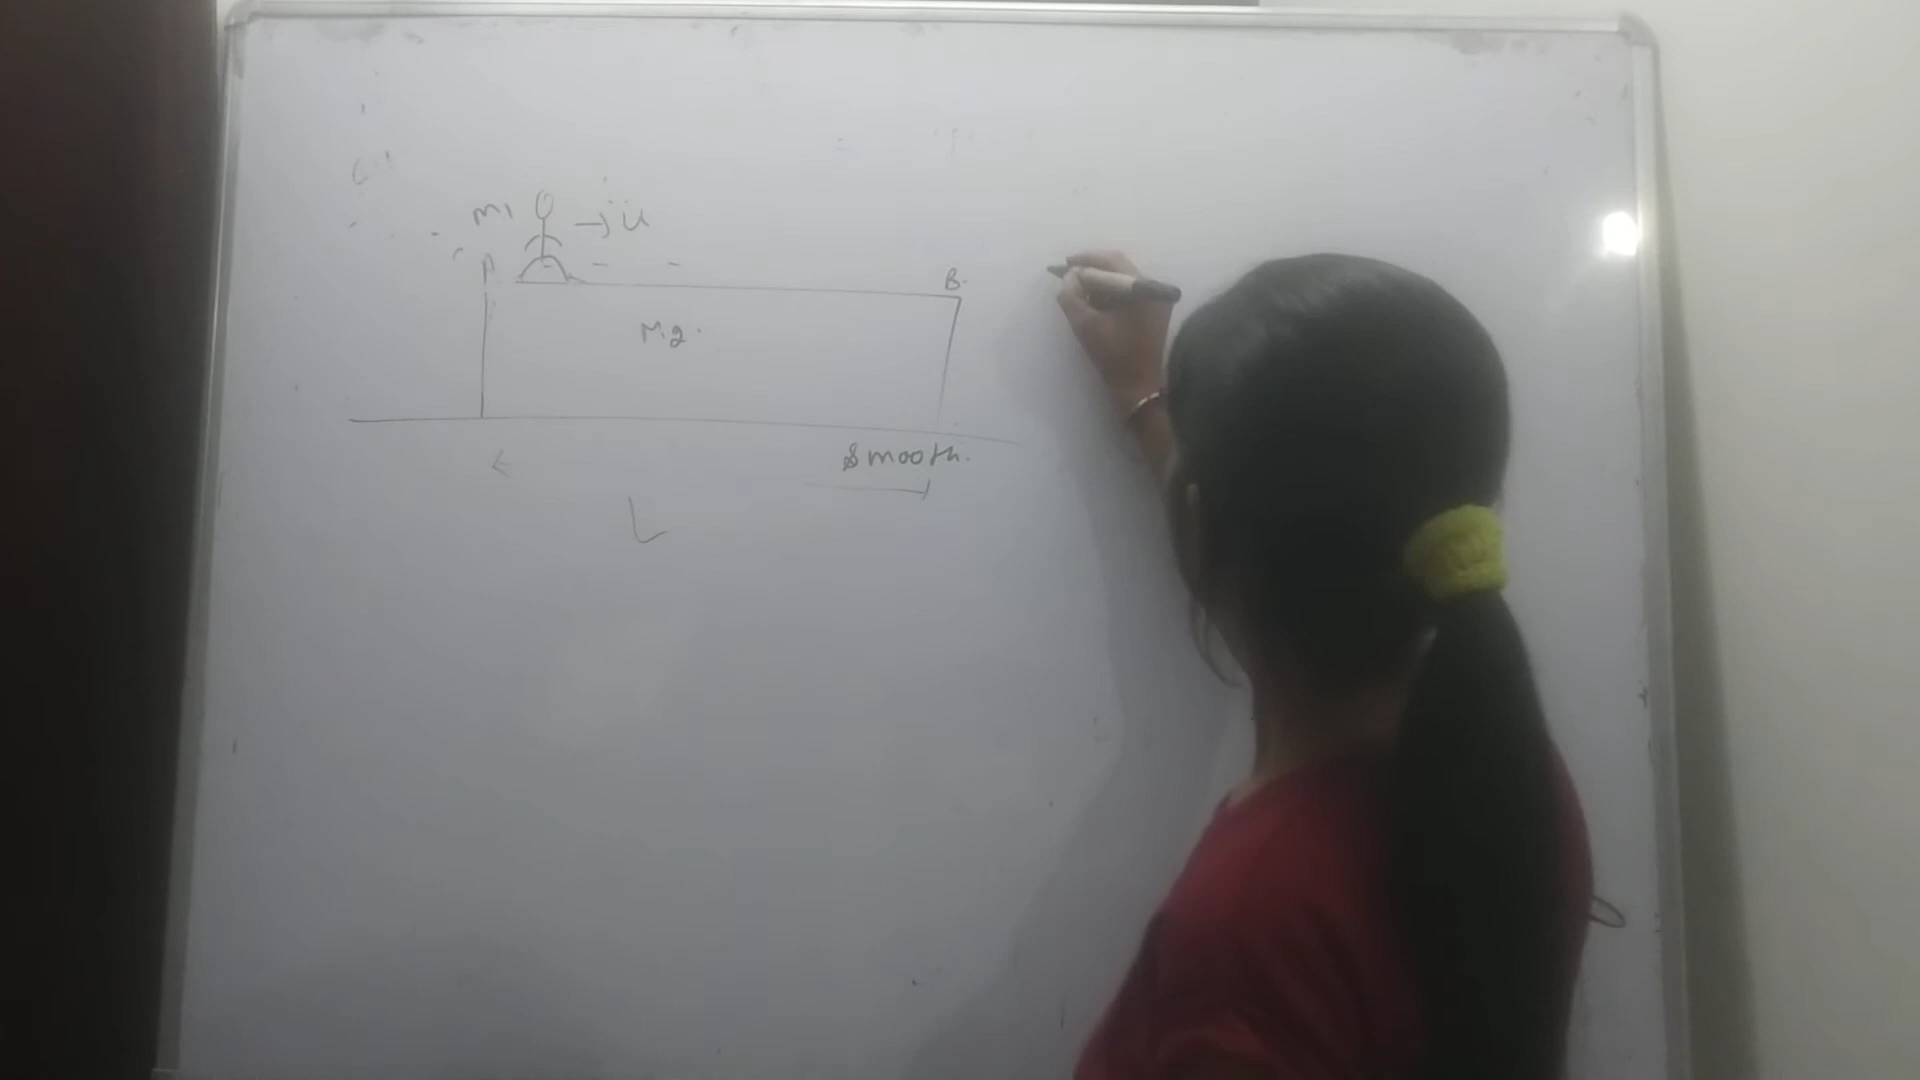 m1 → u
A B
M2
Smooth.
L